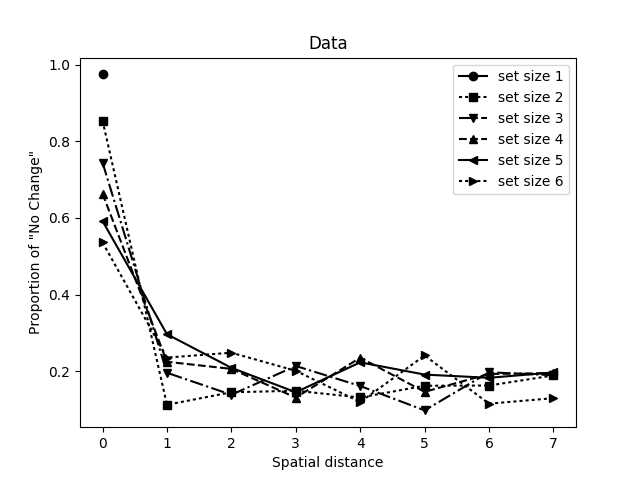 Data
Proportion of "No Change"
1.0
0.8
0.6
0.4
0.2
set size 1
set size 2
set size 3
set size 4
set size 5
set size 6
0 1 2 3 4 5 6 7
Spatial distance